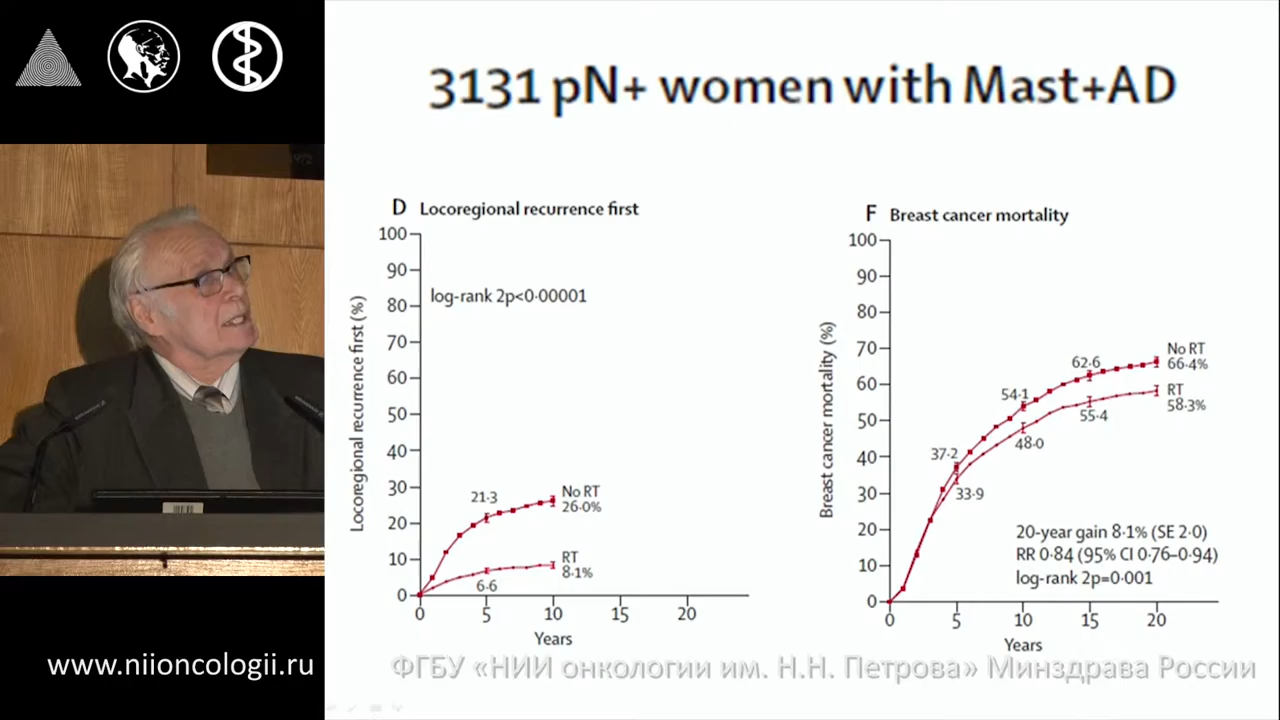 3131 pN+ women with Mast+AD
D Locoregional recurrence first
Locoregional recurrence first (%)
100
90
80
70
60
50
40
30
20
10
0
log-rank 2p<0·00001
21·3
No RT
26·0%
RT
8·1%
6·6
0 5 10 15 20
Years
F Breast cancer mortality
Breast cancer mortality (%)
100
90
80
70
60
50
40
30
20
10
0
37·2
54·1
62·6
No RT
66·4%
RT
58·3%
33·9
48·0
55·4
20-year gain 8·1% (SE 2·0)
RR 0·84 (95% CI 0·76–0·94)
log-rank 2p=0·001
0 5 10 15 20
Years
www.niioncologii.ru
ФГБУ «НИИ онкологии им. Н.Н. Петрова» Минздрава России